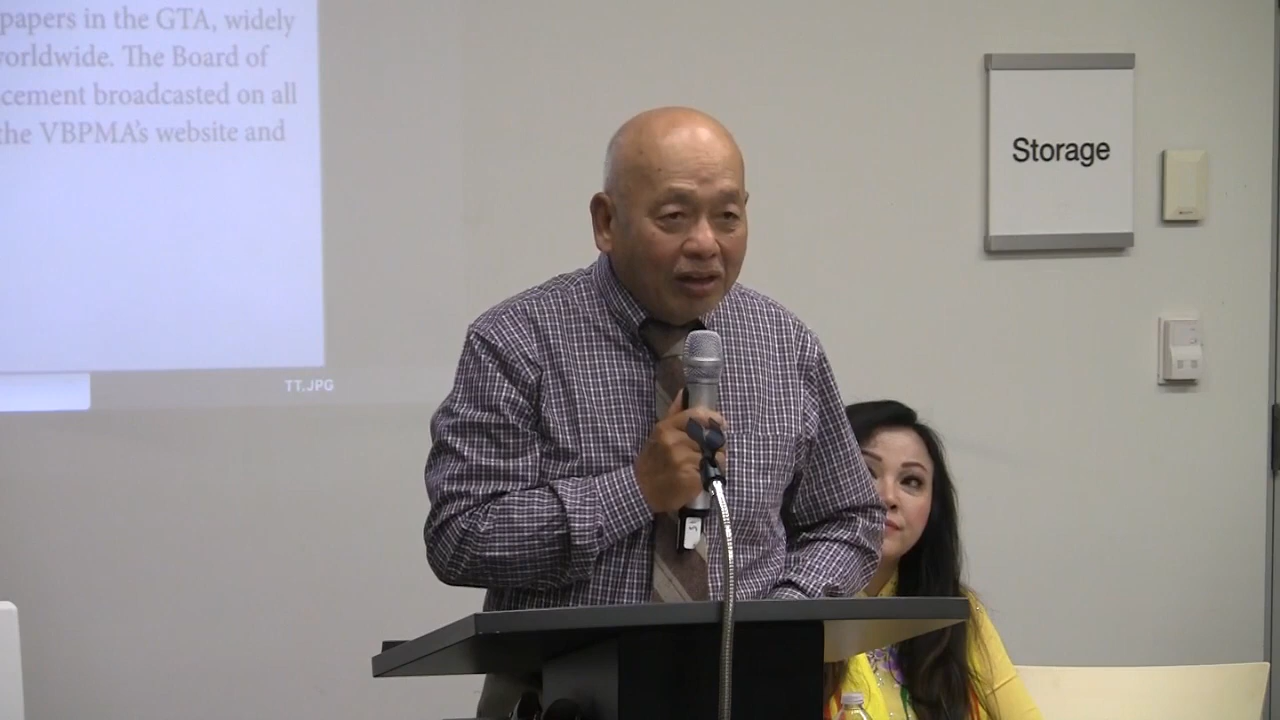 papers in the GTA, widely
worldwide. The Board of
cement broadcasted on all
the VBPMA's website and
TT.JPG
Storage